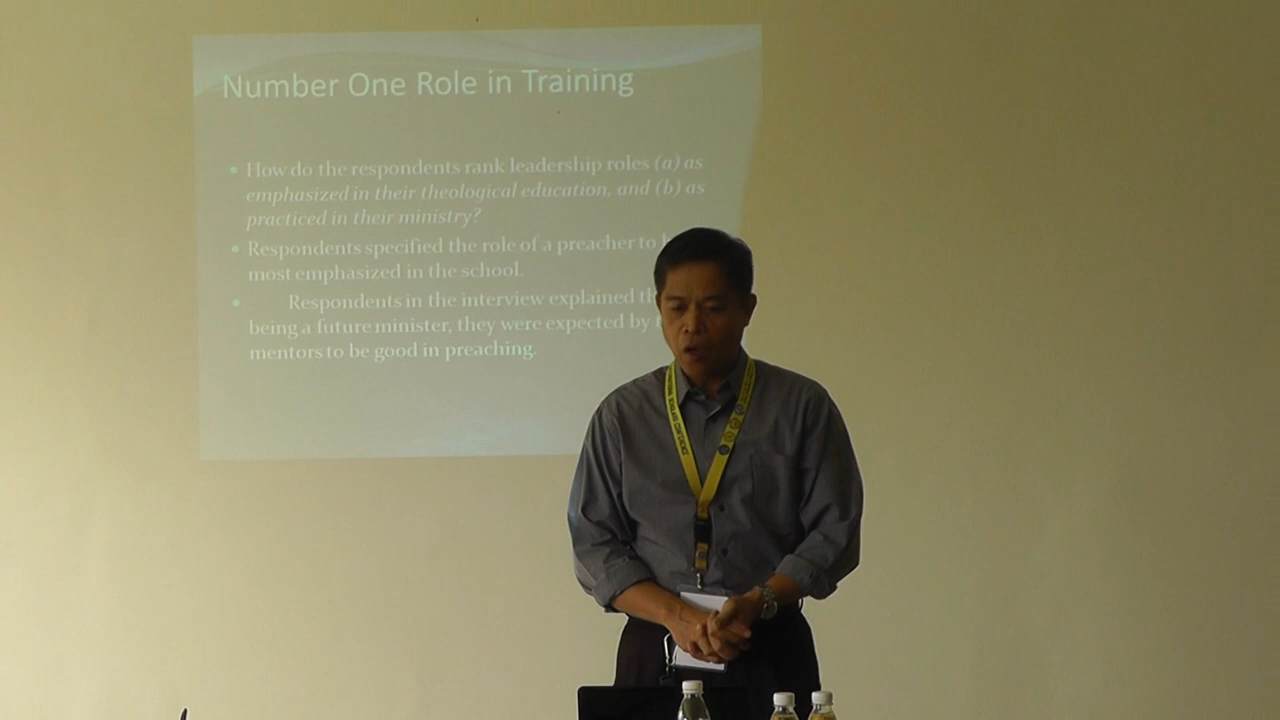 Number One Role in Training
• How do the respondents rank leadership roles (a) as
emphasized in their theological education, and (b) as
practiced in their ministry?
• Respondents specified the role of a preacher to
most emphasized in the school.
• Respondents in the interview explained
being a future minister, they were expected by
mentors to be good in preaching.